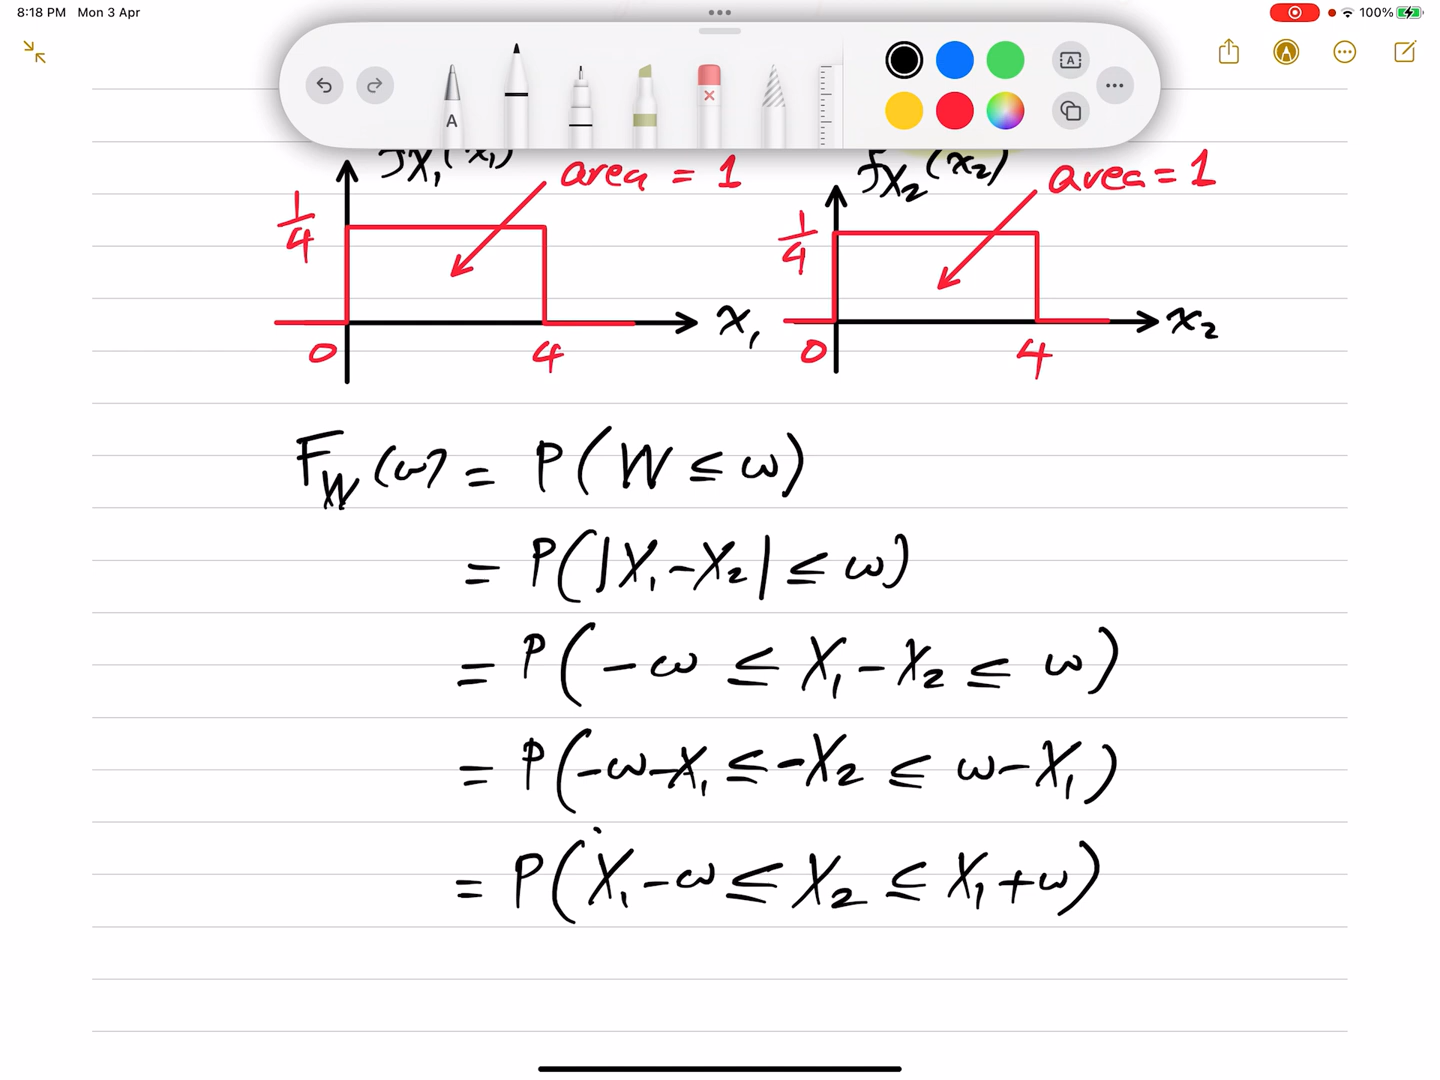 8:18 PM Mon 3 Apr
100%
A
A
fX₁(x₁)
area = 1
fX₂(x₂)
area = 1
1/4
1/4
0
4
x₁
0
4
x₂
F_W(ω) = P(W ≤ ω)
= P(|X₁-X₂| ≤ ω)
= P(-ω ≤ X₁-X₂ ≤ ω)
= P(-ω-X₁ ≤ -X₂ ≤ ω-X₁)
= P(X₁-ω ≤ X₂ ≤ X₁+ω)